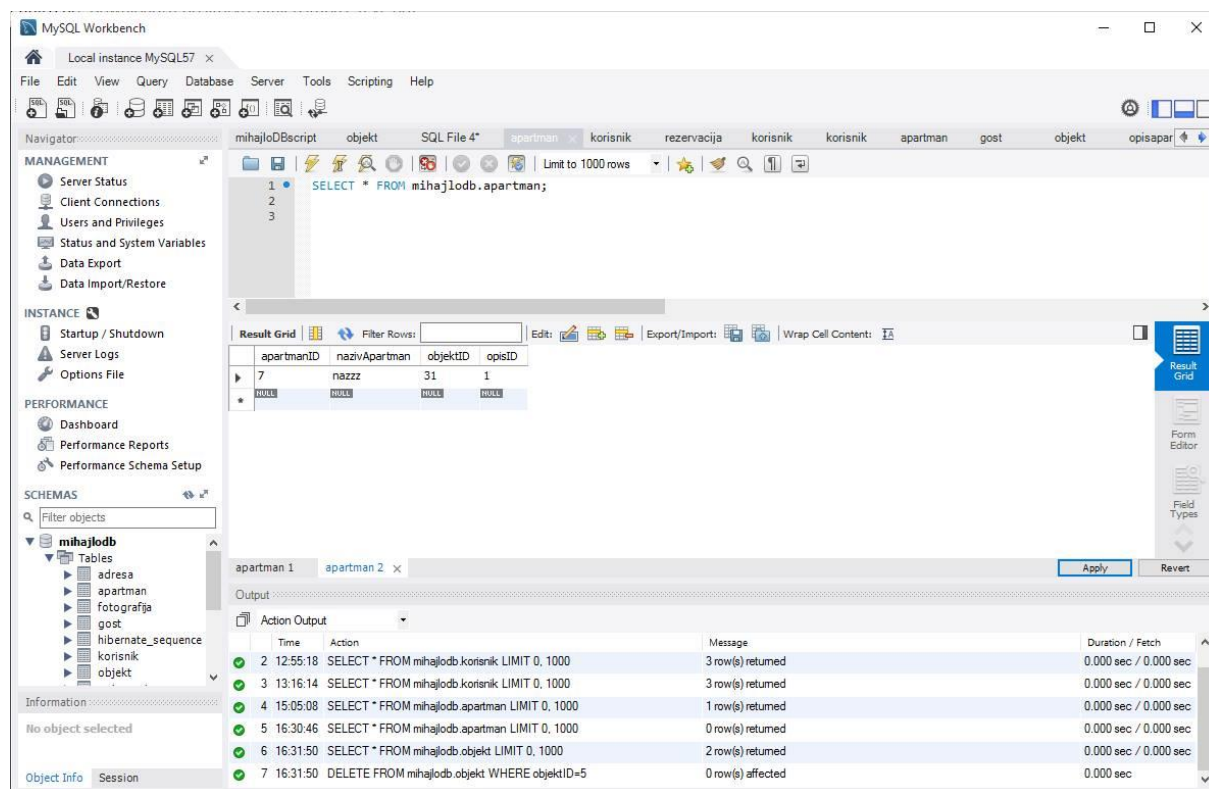 MySQL Workbench
Local instance MySQL57
File Edit View Query Database Server Tools Scripting Help
Navigator
MANAGEMENT
Server Status
Client Connections
Users and Privileges
Status and System Variables
Data Export
Data Import/Restore
INSTANCE
Startup / Shutdown
Server Logs
Options File
PERFORMANCE
Dashboard
Performance Reports
Performance Schema Setup
SCHEMAS
Filter objects
mihajlodb
Tables
adresa
apartman
fotografija
gost
hibernate_sequence
korisnik
objekt
Information
No object selected
Object Info Session
mihajloDBscript objekt SQL File 4* apartman korisnik rezervacija korisnik korisnik apartman gost objekt opisapar
Limit to 1000 rows
1 SELECT * FROM mihajlodb.apartman;
2
3
Result Grid Filter Rows: Edit: Export/Import: Wrap Cell Content:
apartmanID nazivApartman objektID opisID
7 nazzz 31 1
NULL NULL NULL NULL
Result Grid
Form Editor
Field Types
apartman 1 apartman 2 Apply Revert
Output
Action Output
Time Action Message Duration / Fetch
2 12:55:18 SELECT * FROM mihajlodb.korisnik LIMIT 0, 1000 3 row(s) returned 0.000 sec / 0.000 sec
3 13:16:14 SELECT * FROM mihajlodb.korisnik LIMIT 0, 1000 3 row(s) returned 0.000 sec / 0.000 sec
4 15:05:08 SELECT * FROM mihajlodb.apartman LIMIT 0, 1000 1 row(s) returned 0.000 sec / 0.000 sec
5 16:30:46 SELECT * FROM mihajlodb.apartman LIMIT 0, 1000 0 row(s) returned 0.000 sec / 0.000 sec
6 16:31:50 SELECT * FROM mihajlodb.objekt LIMIT 0, 1000 2 row(s) returned 0.000 sec / 0.000 sec
7 16:31:50 DELETE FROM mihajlodb.objekt WHERE objektID=5 0 row(s) affected 0.000 sec